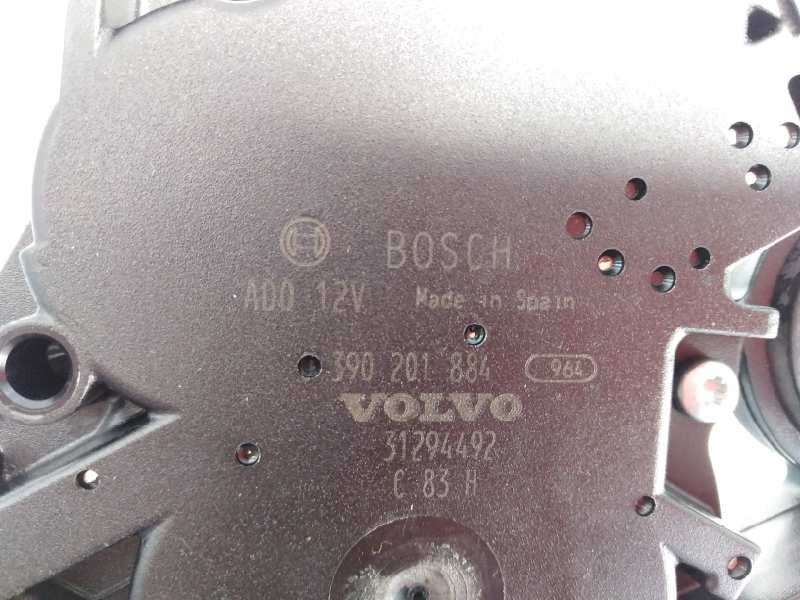 BOSCH
ADO 12V Made in Spain
390 201 884 964
VOLVO
31294492
C 83 H